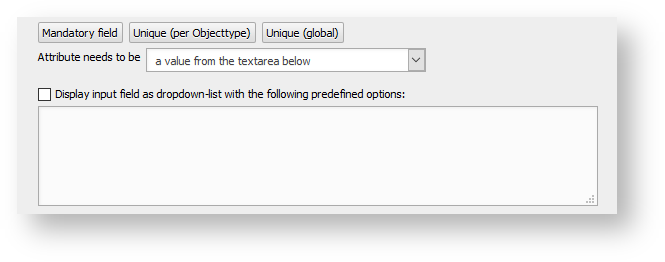 Mandatory field Unique (per Objecttype) Unique (global)
Attribute needs to be a value from the textarea below
Display input field as dropdown-list with the following predefined options: